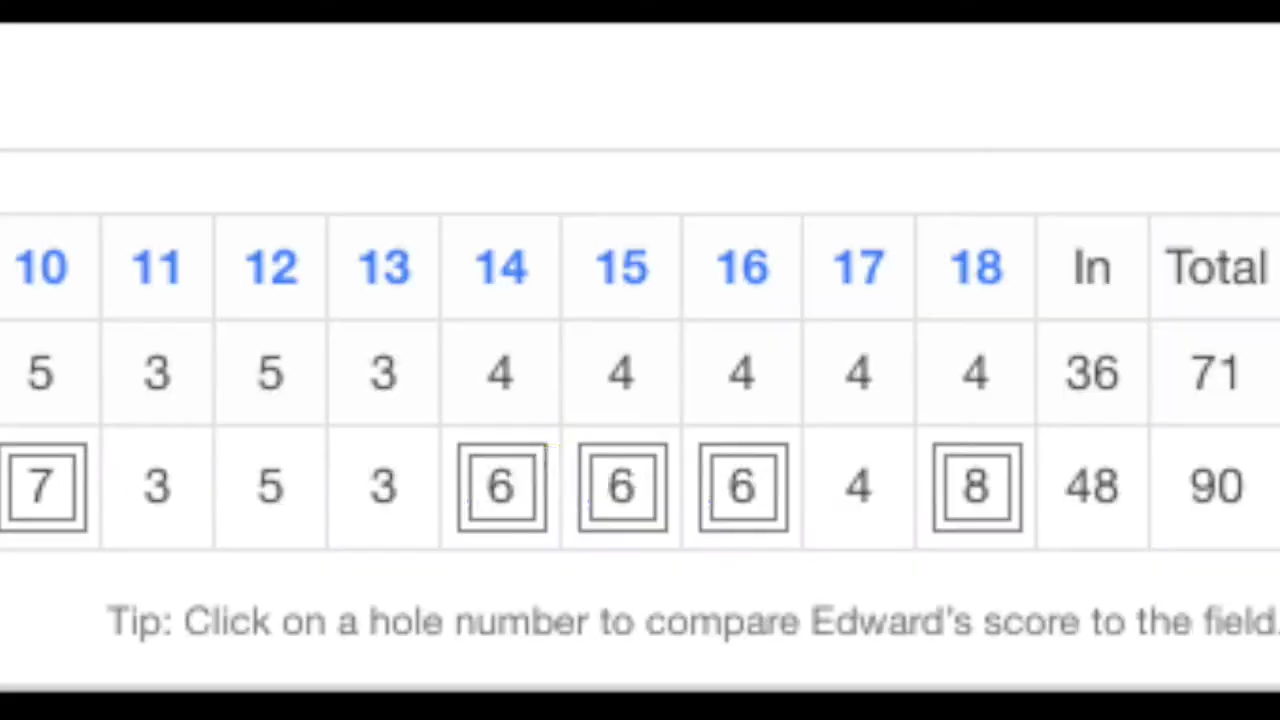 10 11 12 13 14 15 16 17 18 In Total
5 3 5 3 4 4 4 4 4 36 71
7 3 5 3 6 6 6 4 8 48 90
Tip: Click on a hole number to compare Edward's score to the field.